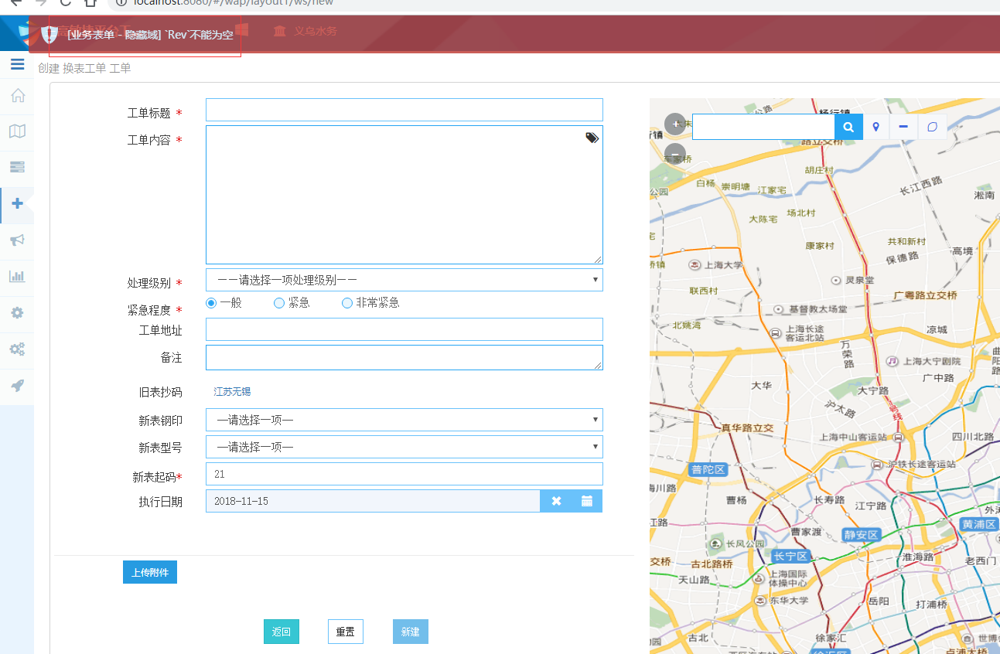 localhost:8080/#/wap/layout1/ws/new
[业务表单 - 隐藏域] `Rev`不能为空
义乌水务
创建 换表工单 工单
工单标题 *
工单内容 *
处理级别 *
——请选择一项处理级别——
紧急程度 *
一般
紧急
非常紧急
工单地址
备注
旧表抄码
江苏无锡
新表钢印
—请选择一项—
新表型号
—请选择一项—
新表起码*
21
执行日期
2018-11-15
上传附件
返回
重置
新建
杨行镇
公路
胡庄村
白杨
崇明塘
江家宅
长江西路
淞南
公园
大陈宅
场北村
康家村
共和新村
高境
保德路
上海大学
灵泉堂
联西村
广粤路立交桥
基督教大场堂
北姚湾
上海长途
客运北站
凉城
万荣路
上海大宁剧院
广中路
大华
大宁路
沪太路
1号线
真华路立交
上海中山客运站
四川北路
普陀区
沪铁长途客运站
海川路
曹杨
长寿路
江宁路
曹家渡
静安区
黄浦区
长风公园
长宁区
淮海路
老西门
古北路桥
天山路
上海国际
体操中心
东华大学
岳阳
打浦桥
古北
徐家汇
徐汇区
卢浦大桥